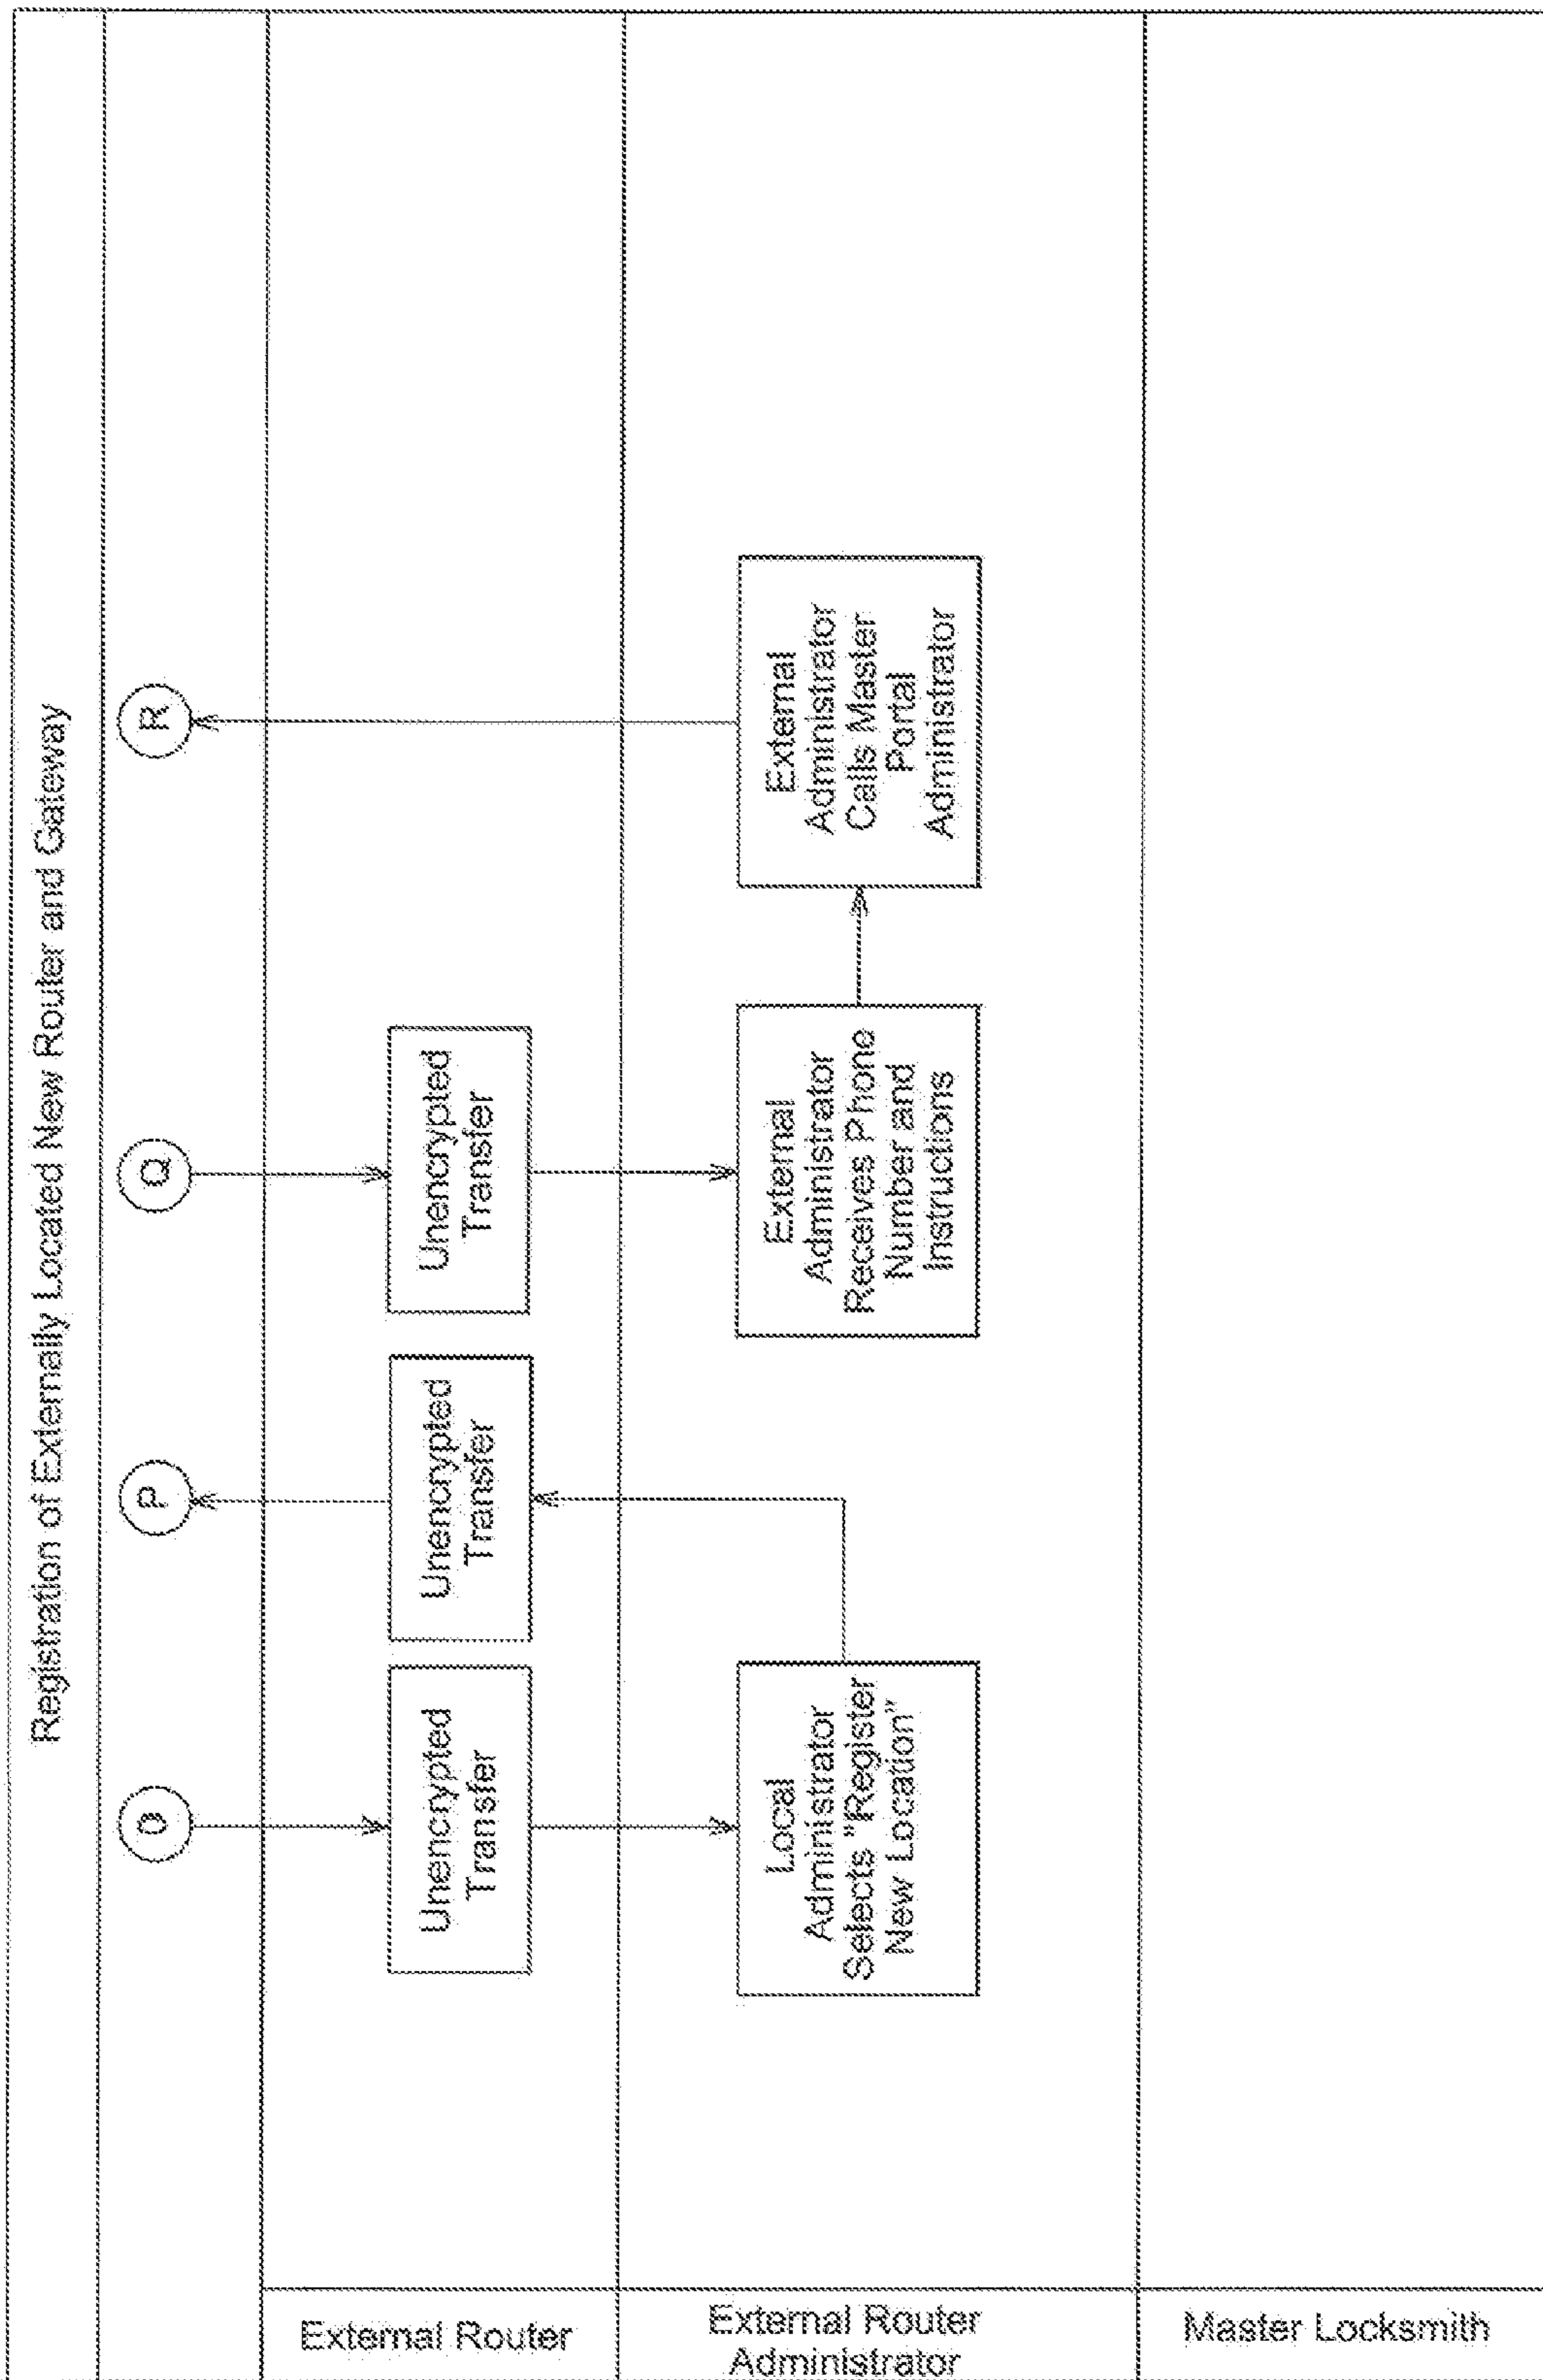 Registration of Externally Located New Router and Gateway
O
P
Q
R
External Router
Unencrypted
Transfer
Unencrypted
Transfer
Unencrypted
Transfer
External Router
Administrator
Local
Administrator
Selects "Register
New Location"
External
Administrator
Receives Phone
Number and
Instructions
External
Administrator
Calls Master
Portal
Administrator
Master Locksmith